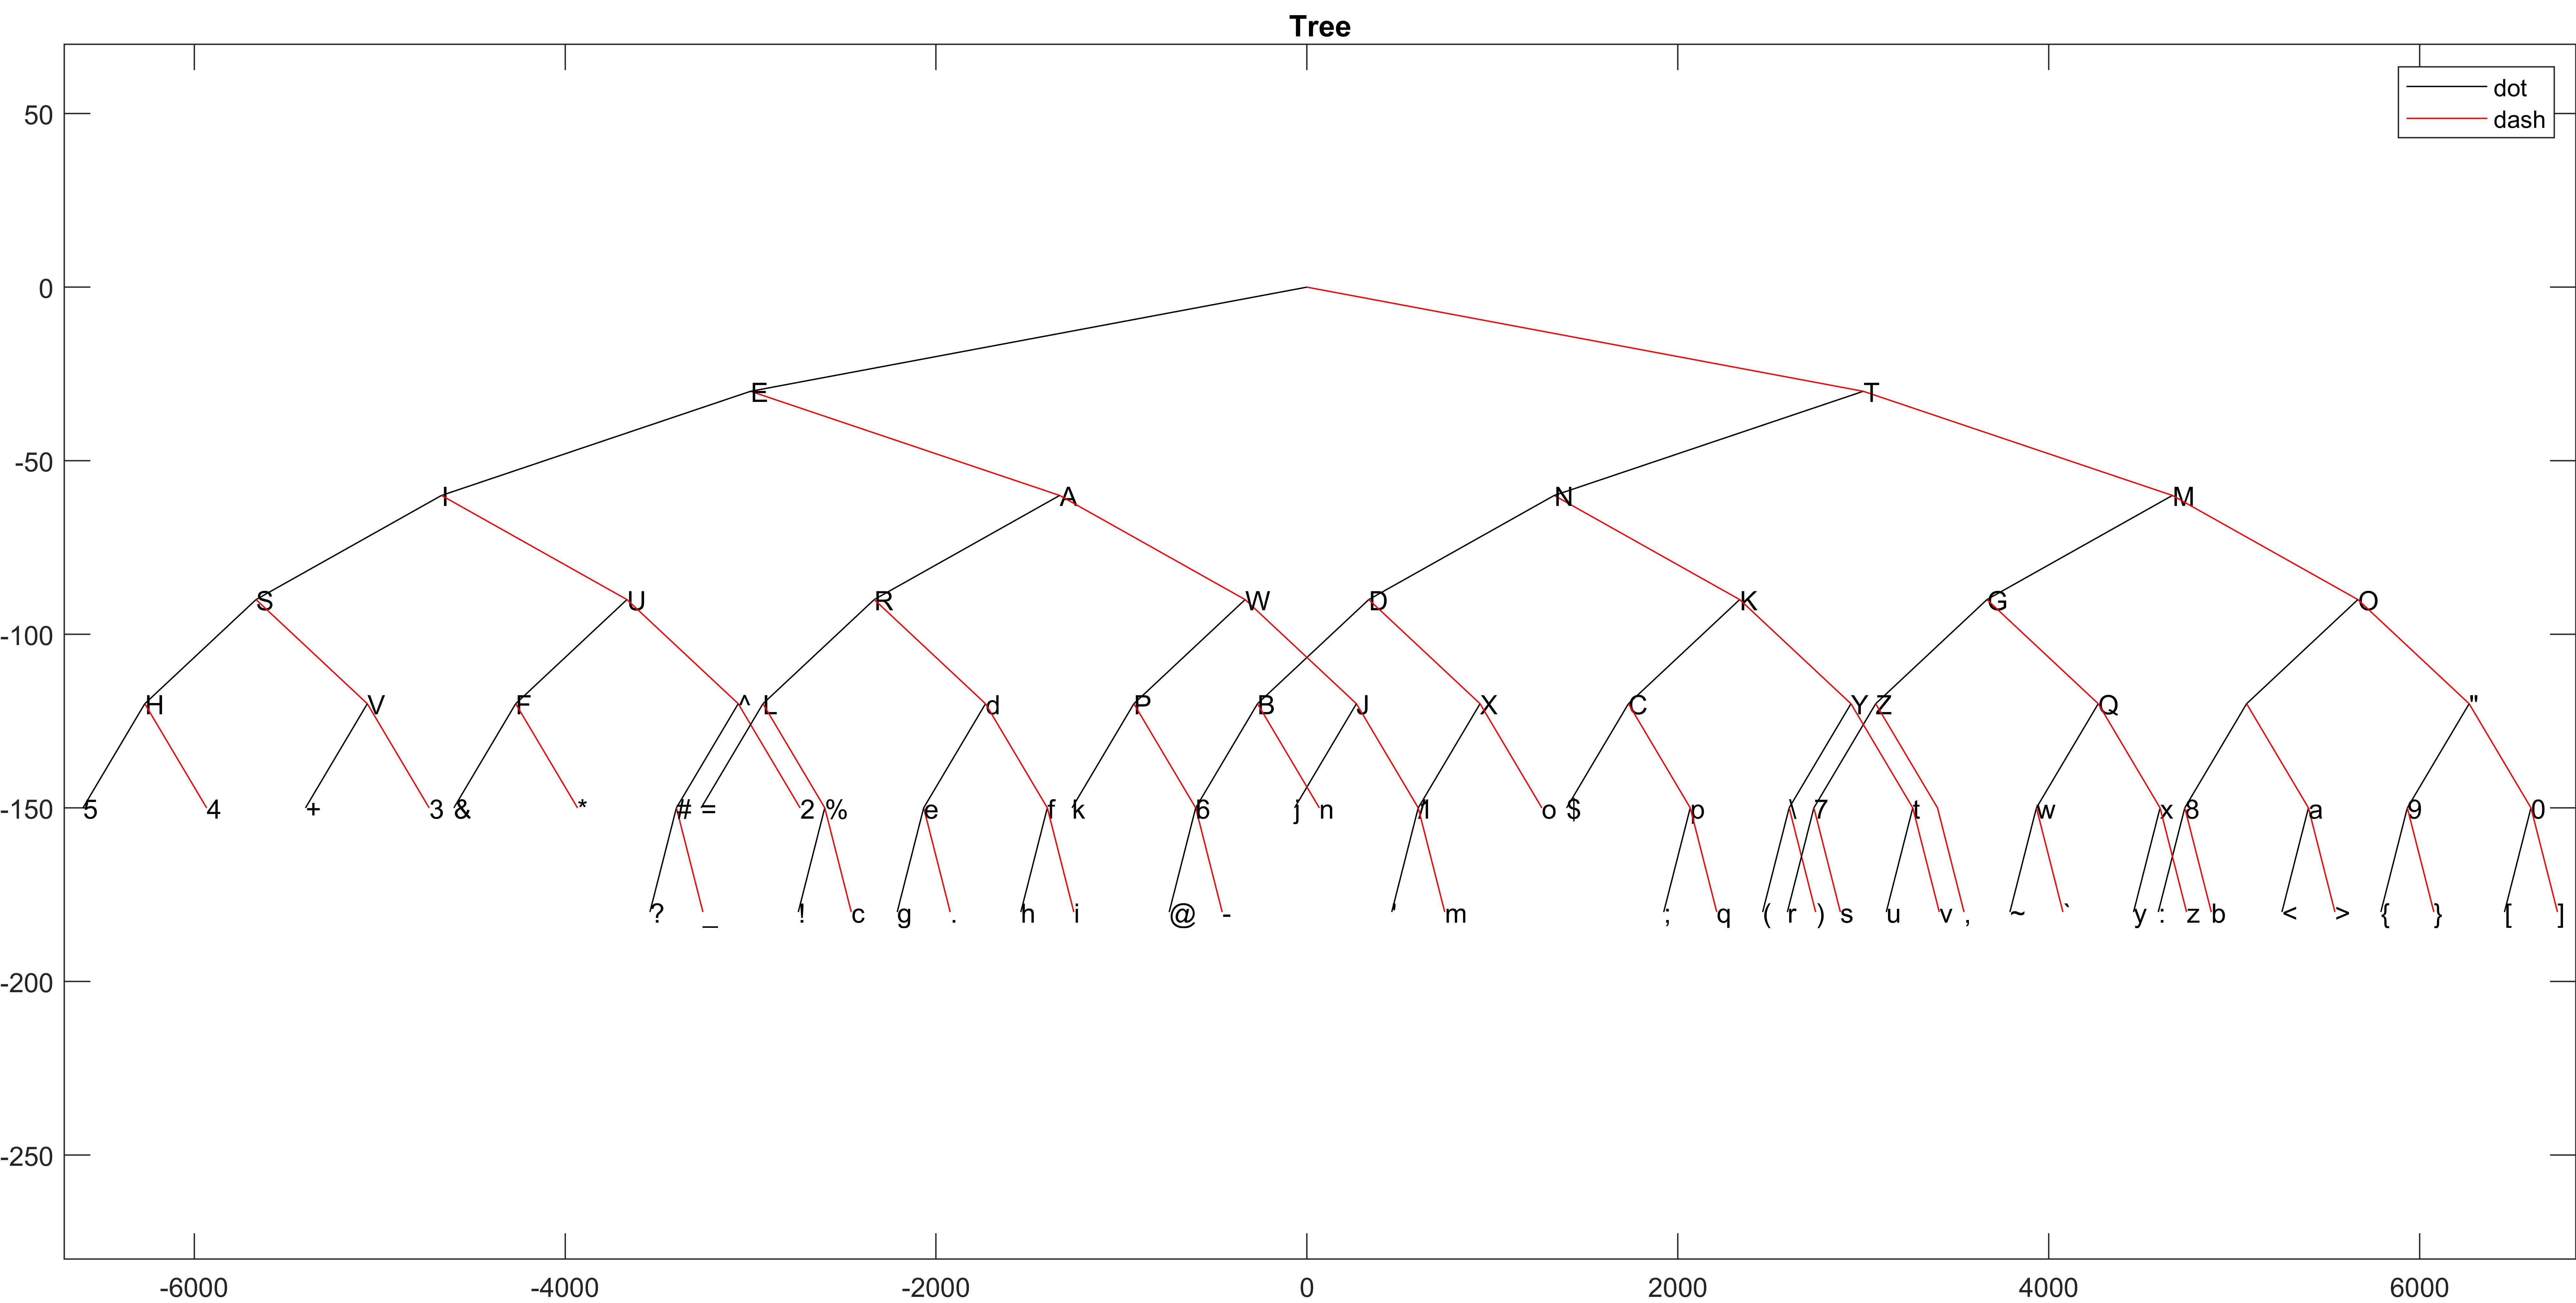 Tree
dot
dash
50
0
-50
-100
-150
-200
-250
E T
I A N M
S U R W D K G O
H V F ^ L d P B J X C Y Z Q "
5 4 + 3 & * # = 2 % e f k 6 j n o $ p \ 7 t w x 8 a 9 0
? _ ! c g . h i @ - ' m ; q ( r ) s u v , ~ ` y : z b < > { } [ ]
-6000 -4000 -2000 0 2000 4000 6000